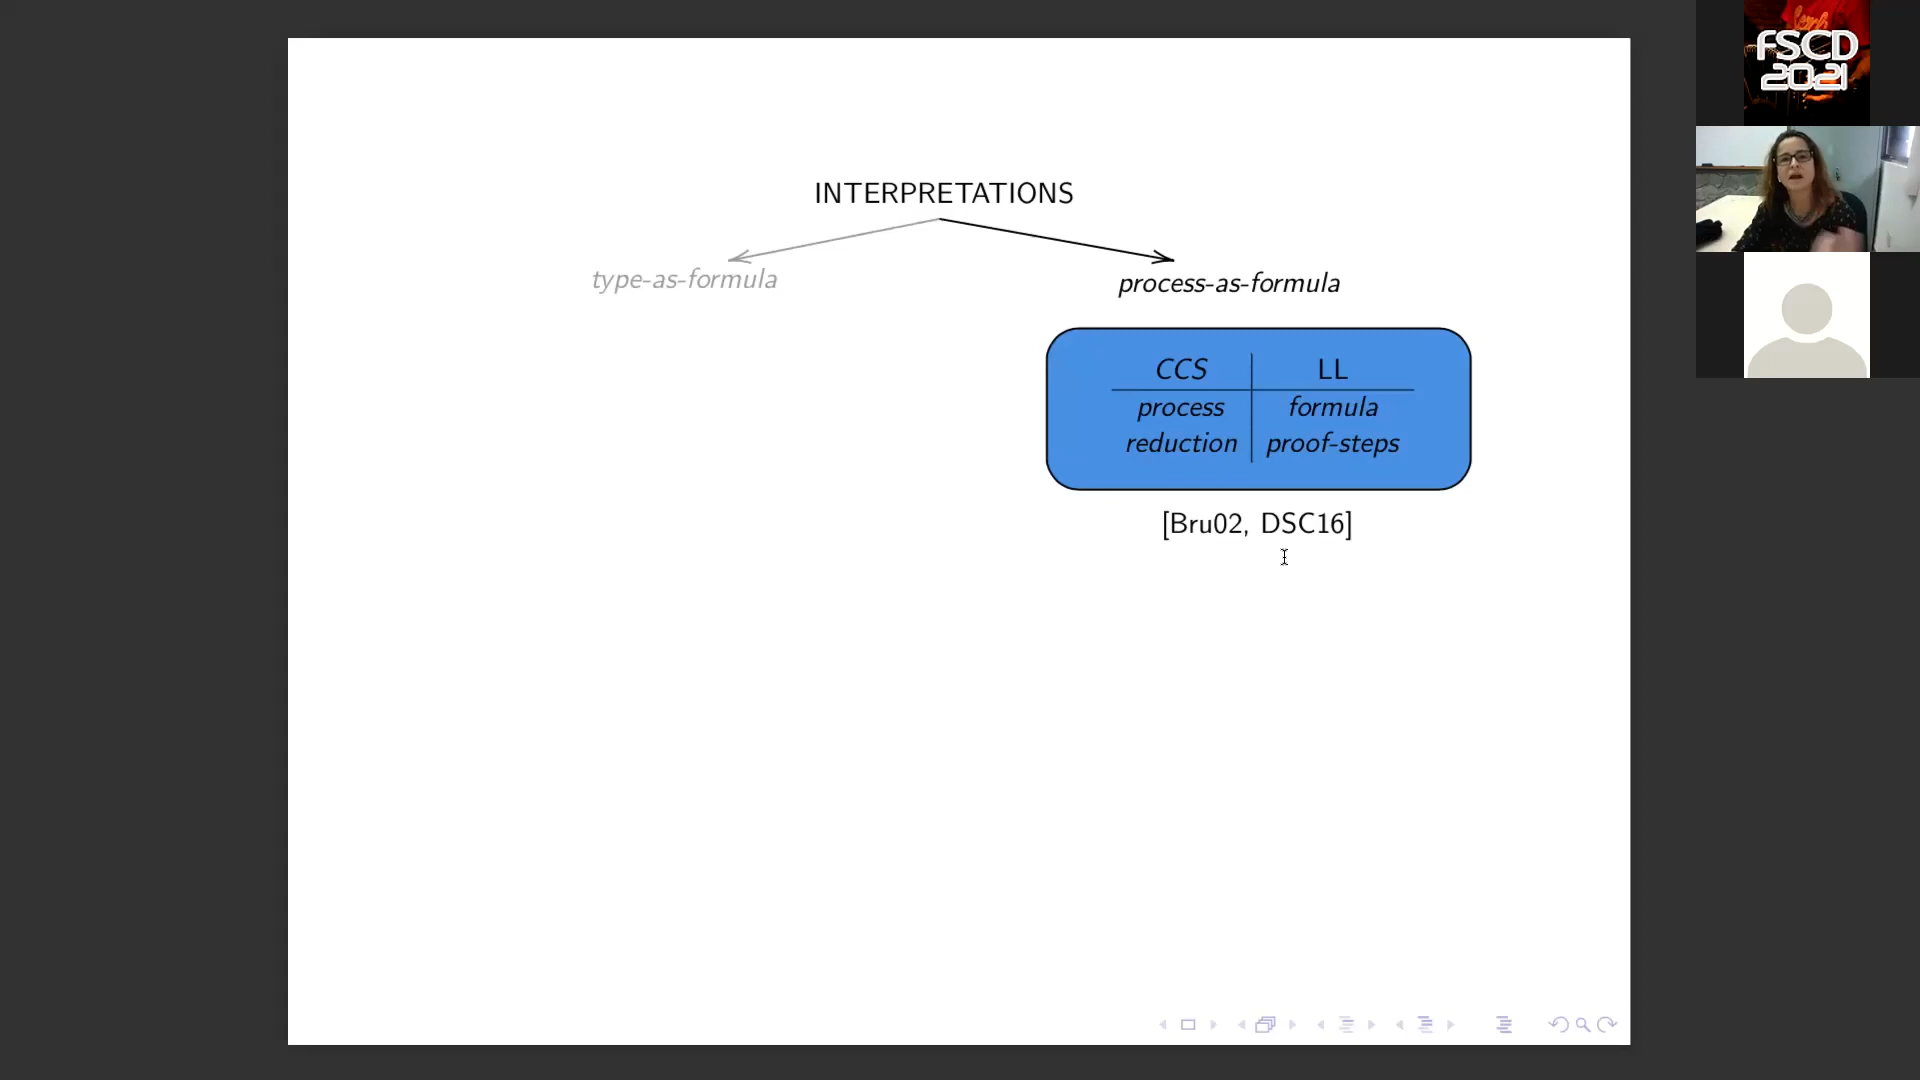 INTERPRETATIONS
type-as-formula
process-as-formula
CCS LL
process formula
reduction proof-steps
[Bru02, DSC16]
FSCD
2021